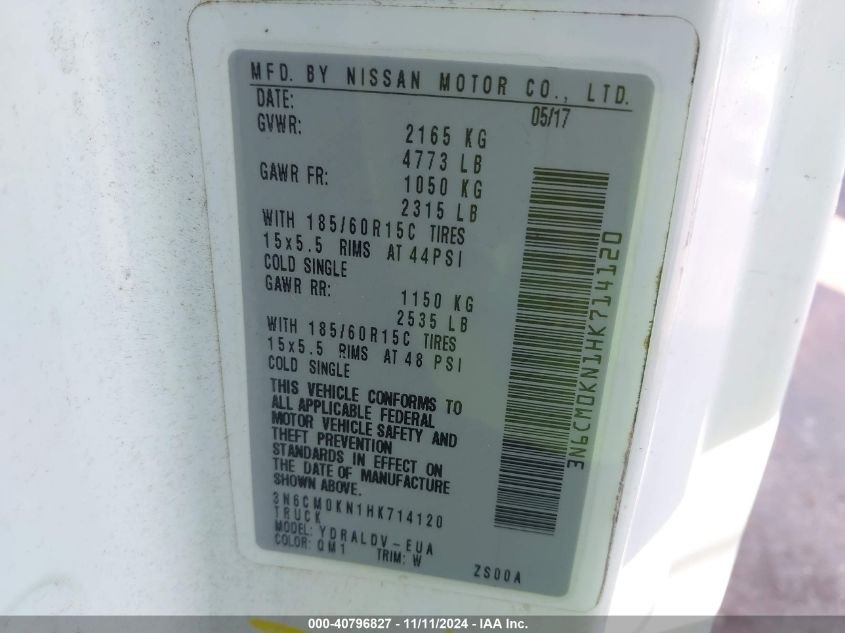 MFD. BY NISSAN MOTOR CO., LTD.
DATE: 05/17
GVWR: 2165 KG
4773 LB
GAWR FR: 1050 KG
2315 LB
WITH 185/60R15C TIRES
15x5.5 RIMS AT 44PSI
COLD SINGLE
GAWR RR: 1150 KG
2535 LB
WITH 185/60R15C TIRES
15x5.5 RIMS AT 48 PSI
COLD SINGLE
THIS VEHICLE CONFORMS TO
ALL APPLICABLE FEDERAL
MOTOR VEHICLE SAFETY AND
THEFT PREVENTION
STANDARDS IN EFFECT ON
THE DATE OF MANUFACTURE
SHOWN ABOVE.
3N6CM0KN1HK714120
TRUCK
MODEL: YDRALDV-EUA
COLOR: QM1 TRIM: W ZS00A
3N6CM0KN1HK714120
000-40796827 - 11/11/2024 - IAA Inc.